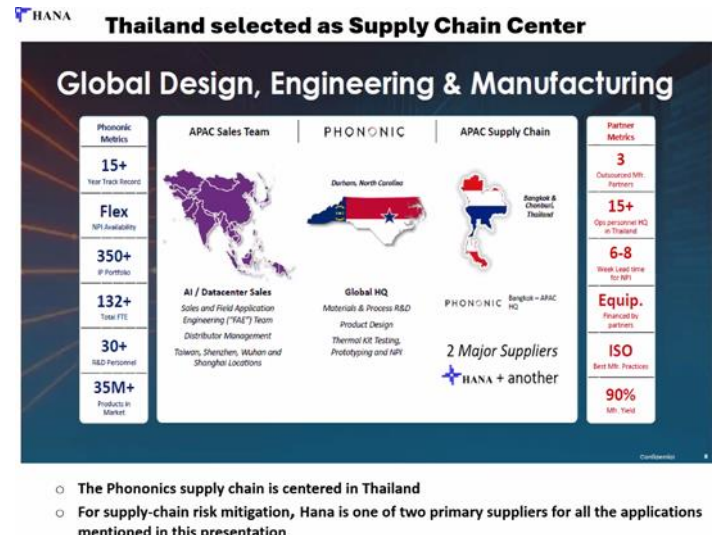 HANA
Thailand selected as Supply Chain Center
Global Design, Engineering & Manufacturing
Phononic
Metrics
15+
Year Track Record
Flex
NPI Availability
350+
IP Portfolio
132+
Total FTE
30+
R&D Personnel
35M+
Products in
Market
APAC Sales Team
AI / Datacenter Sales
Sales and Field Application
Engineering ("FAE") Team
Distributor Management
Taiwan, Shenzhen, Wuhan and
Shanghai Locations
PHONONIC
Durham, North Carolina
Global HQ
Materials & Process R&D
Product Design
Thermal Kit Testing,
Prototyping and NPI
APAC Supply Chain
Bangkok &
Chonburi,
Thailand
PHONONIC
Bangkok – APAC
HQ
2 Major Suppliers
HANA + another
Partner
Metrics
3
Outsourced Mfr.
Partners
15+
Ops personnel HQ
in Thailand
6-8
Week Lead time
for NPI
Equip.
Financed by
partners
ISO
Best Mfr. Practices
90%
Mfr. Yield
Confidential
8
○ The Phononics supply chain is centered in Thailand
○ For supply-chain risk mitigation, Hana is one of two primary suppliers for all the applications
mentioned in this presentation